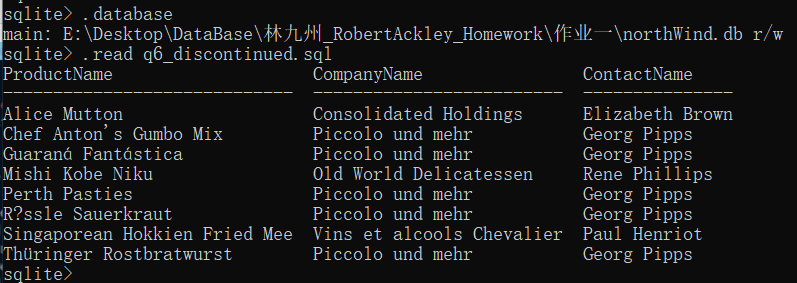 sqlite> .database
main: E:\Desktop\DataBase\林九州_RobertAckley_Homework\作业一\northWind.db r/w
sqlite> .read q6_discontinued.sql
ProductName                    CompanyName                ContactName
-----------------------------  -------------------------  ---------------
Alice Mutton                   Consolidated Holdings      Elizabeth Brown
Chef Anton's Gumbo Mix         Piccolo und mehr           Georg Pipps
Guaraná Fantástica             Piccolo und mehr           Georg Pipps
Mishi Kobe Niku                Old World Delicatessen     Rene Phillips
Perth Pasties                  Piccolo und mehr           Georg Pipps
R?ssle Sauerkraut              Piccolo und mehr           Georg Pipps
Singaporean Hokkien Fried Mee  Vins et alcools Chevalier  Paul Henriot
Thüringer Rostbratwurst        Piccolo und mehr           Georg Pipps
sqlite>